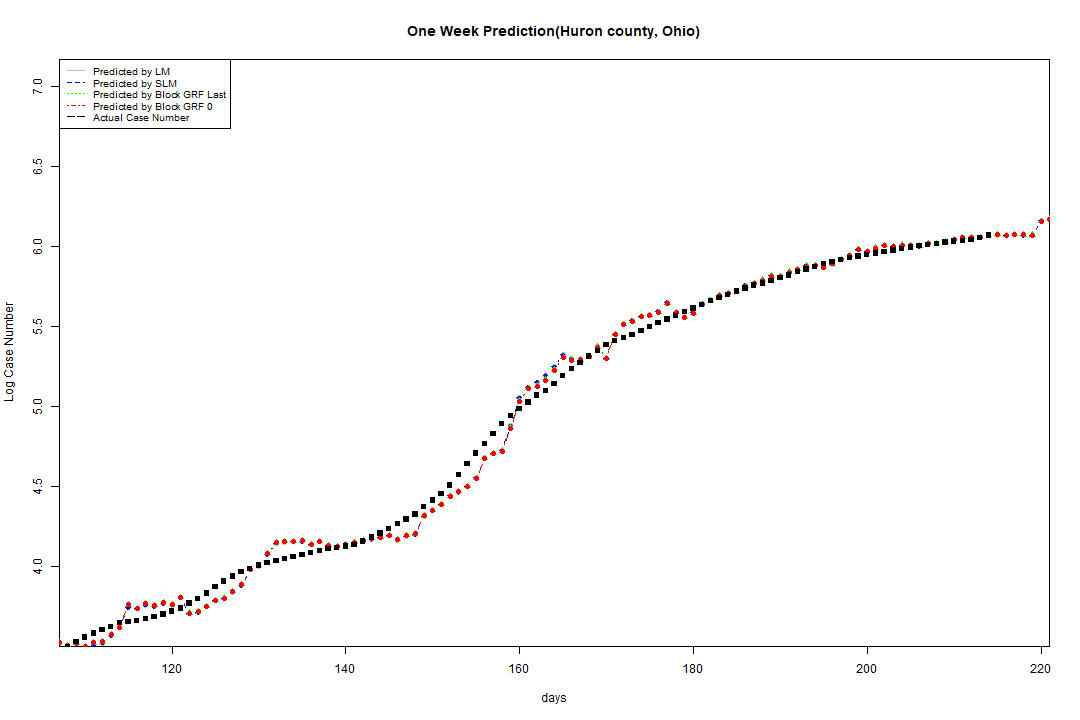 One Week Prediction(Huron county, Ohio)
Predicted by LM
Predicted by SLM
Predicted by Block GRF Last
Predicted by Block GRF 0
Actual Case Number
7.0
6.5
6.0
5.5
5.0
4.5
4.0
Log Case Number
120 140 160 180 200 220
days